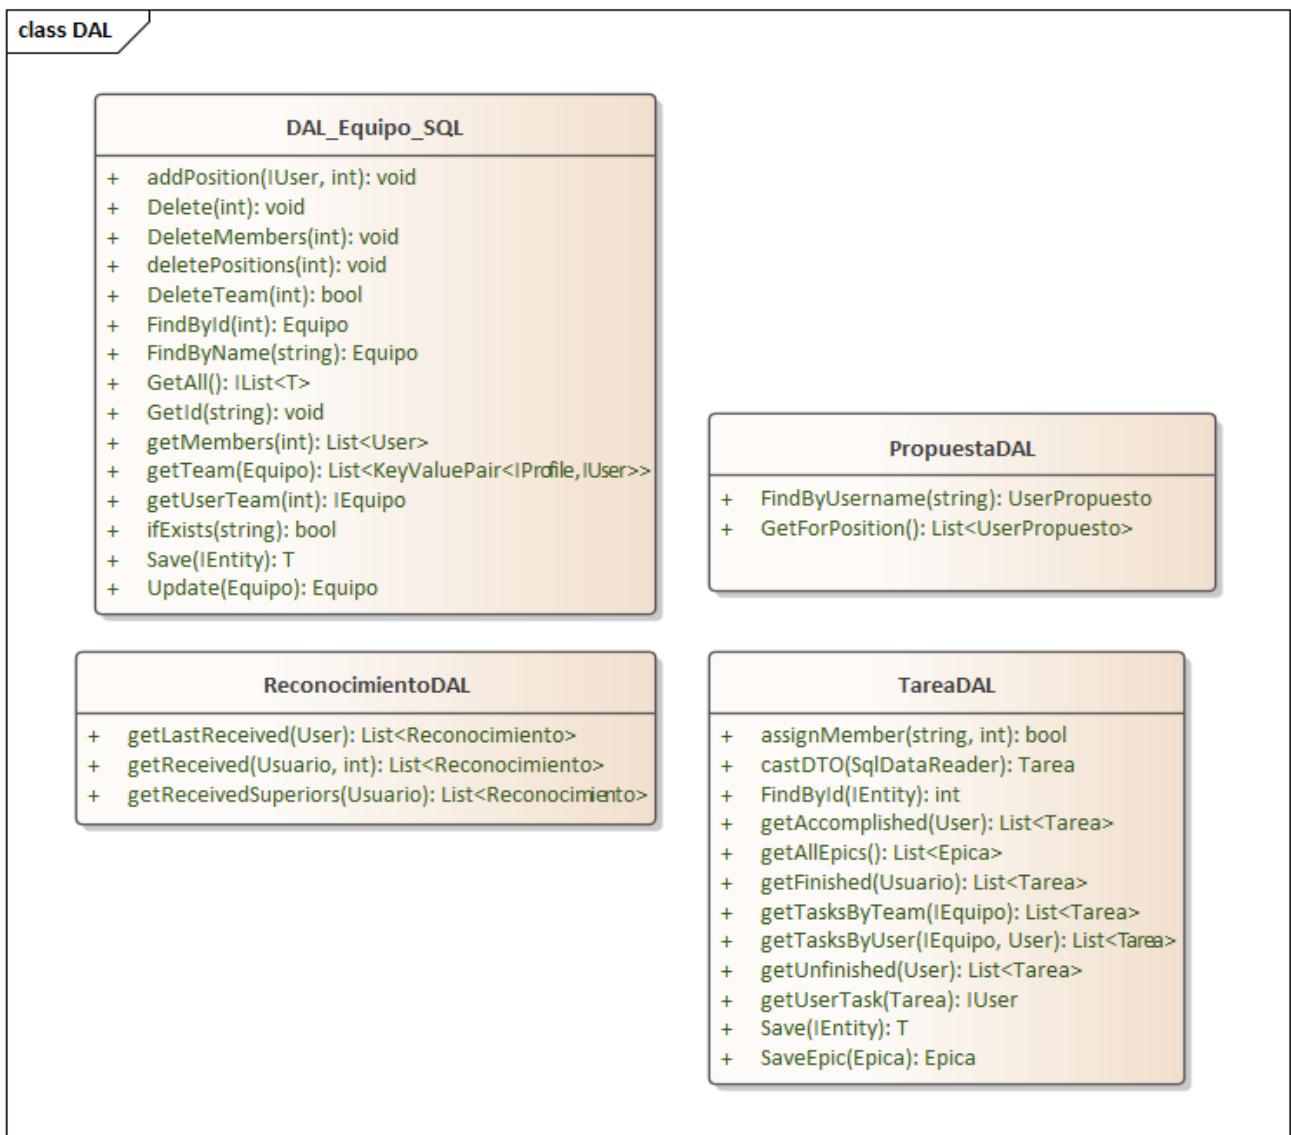 class DAL
DAL_Equipo_SQL
+ addPosition(IUser, int): void
+ Delete(int): void
+ DeleteMembers(int): void
+ deletePositions(int): void
+ DeleteTeam(int): bool
+ FindById(int): Equipo
+ FindByName(string): Equipo
+ GetAll(): IList<T>
+ GetId(string): void
+ getMembers(int): List<User>
+ getTeam(Equipo): List<KeyValuePair<IProfile,IUser>>
+ getUserTeam(int): IEquipo
+ ifExists(string): bool
+ Save(IEntity): T
+ Update(Equipo): Equipo
PropuestaDAL
+ FindByUsername(string): UserPropuesto
+ GetForPosition(): List<UserPropuesto>
ReconocimientoDAL
+ getLastReceived(User): List<Reconocimiento>
+ getReceived(Usuario, int): List<Reconocimiento>
+ getReceivedSuperiors(Usuario): List<Reconocimiento>
TareaDAL
+ assignMember(string, int): bool
+ castDTO(SqlDataReader): Tarea
+ FindById(IEntity): int
+ getAccomplished(User): List<Tarea>
+ getAllEpics(): List<Epica>
+ getFinished(Usuario): List<Tarea>
+ getTasksByTeam(IEquipo): List<Tarea>
+ getTasksByUser(IEquipo, User): List<Tarea>
+ getUnfinished(User): List<Tarea>
+ getUserTask(Tarea): IUser
+ Save(IEntity): T
+ SaveEpic(Epica): Epica